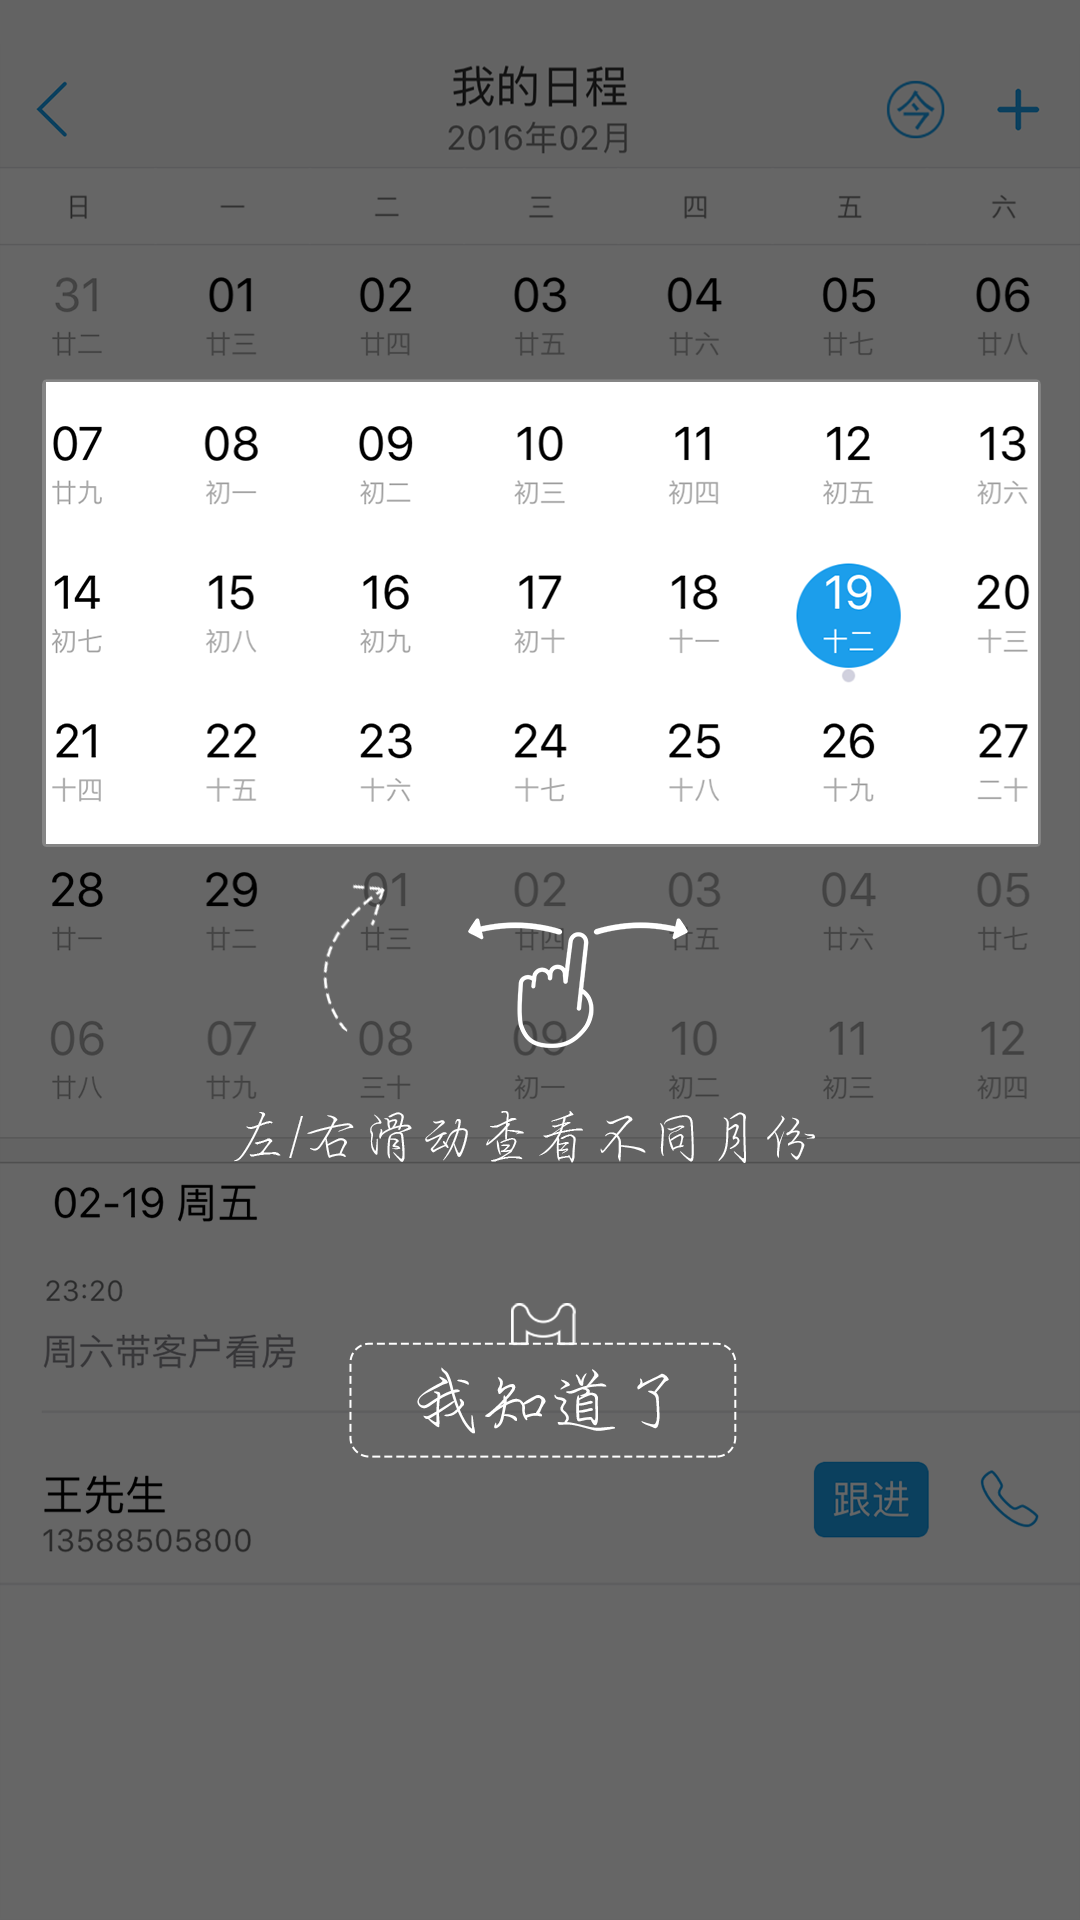 我的日程
今
2016年02月
日 一 二 三 四 五 六
31 01 02 03 04 05 06
廿二 廿三 廿四 廿五 廿六 廿七 廿八
07 08 09 10 11 12 13
廿九 初一 初二 初三 初四 初五 初六
14 15 16 17 18 19 20
初七 初八 初九 初十 十一 十二 十三
21 22 23 24 25 26 27
十四 十五 十六 十七 十八 十九 二十
28 29 01 02 03 04 05
廿一 廿二 廿三 廿四 廿五 廿六 廿七
06 07 08 09 10 11 12
廿八 廿九 三十 初一 初二 初三 初四
左/右滑动查看不同月份
02-19 周五
23:20
周六带客户看房
我知道了
王先生
跟进
13588505800